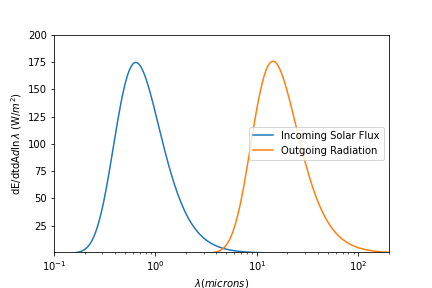 200
175
150
125
100
75
50
25
dE/dtdAdlnλ (W/m²)
Incoming Solar Flux
Outgoing Radiation
10⁻¹ 10⁰ 10¹ 10²
λ(microns)